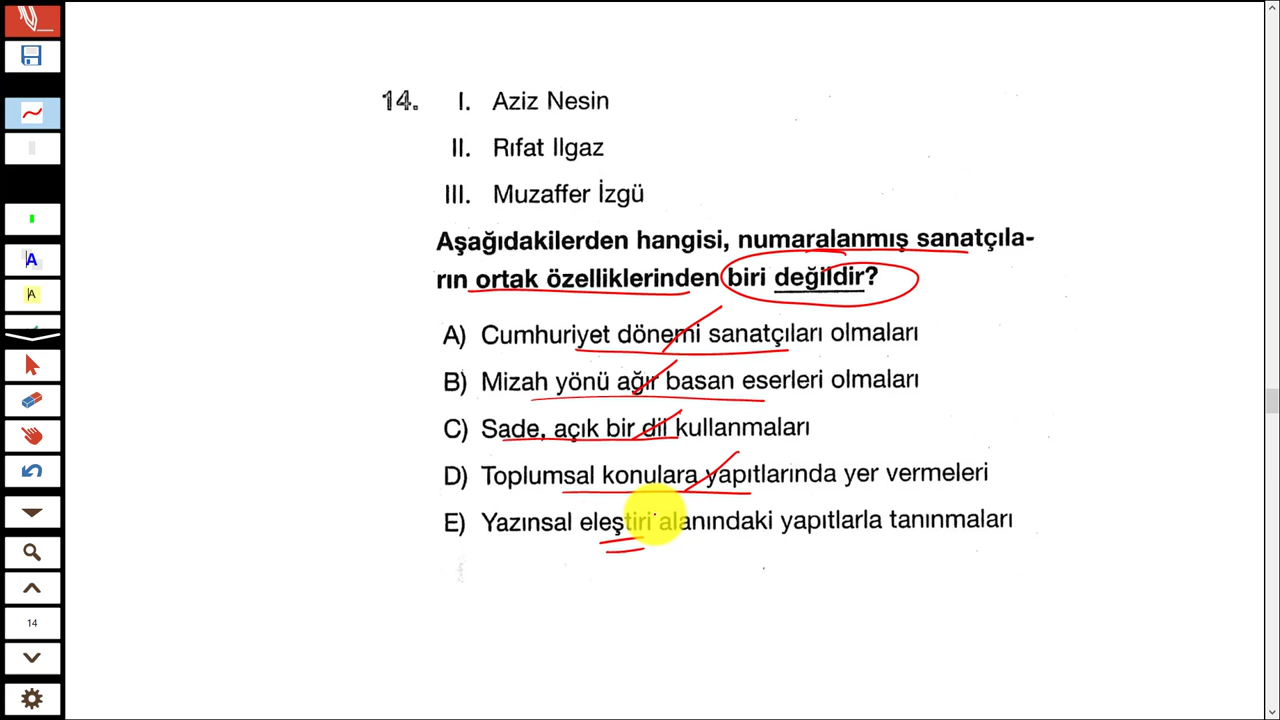 14. I. Aziz Nesin
II. Rıfat Ilgaz
III. Muzaffer İzgü
Aşağıdakilerden hangisi, numaralanmış sanatçıla-
rın ortak özelliklerinden biri değildir?
A) Cumhuriyet dönemi sanatçıları olmaları
B) Mizah yönü ağır basan eserleri olmaları
C) Sade, açık bir dil kullanmaları
D) Toplumsal konulara yapıtlarında yer vermeleri
E) Yazınsal eleştiri alanındaki yapıtlarla tanınmaları
A
A
14